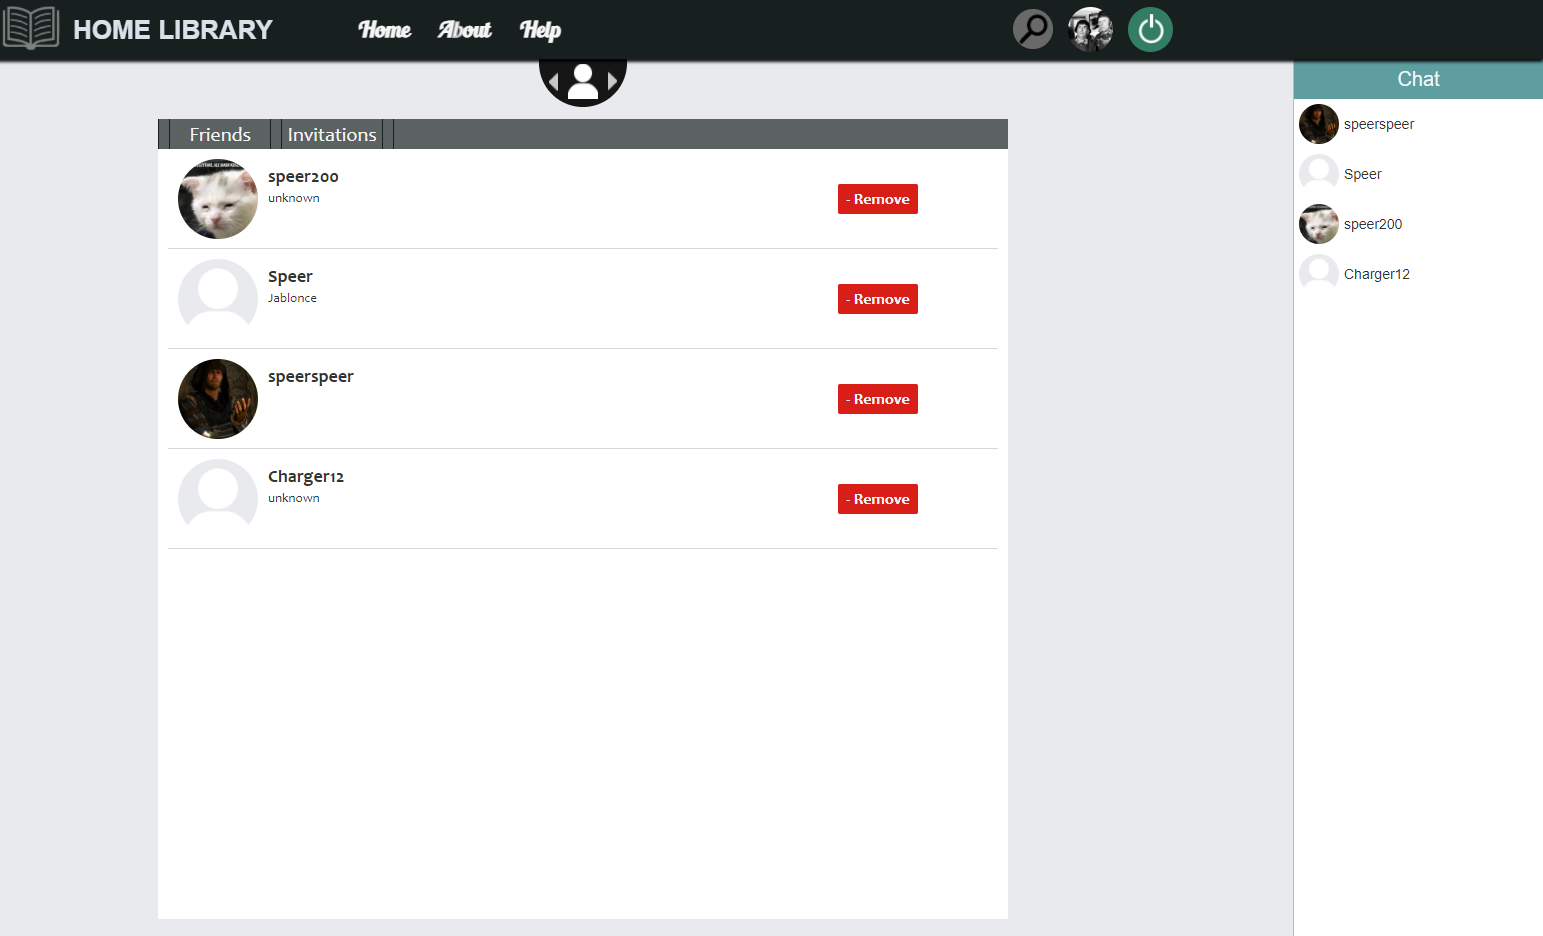 HOME LIBRARY
Home About Help
Chat
Friends Invitations
speer200
unknown
- Remove
Speer
Jablonce
- Remove
speerspeer
- Remove
Charger12
unknown
- Remove
speerspeer
Speer
speer200
Charger12